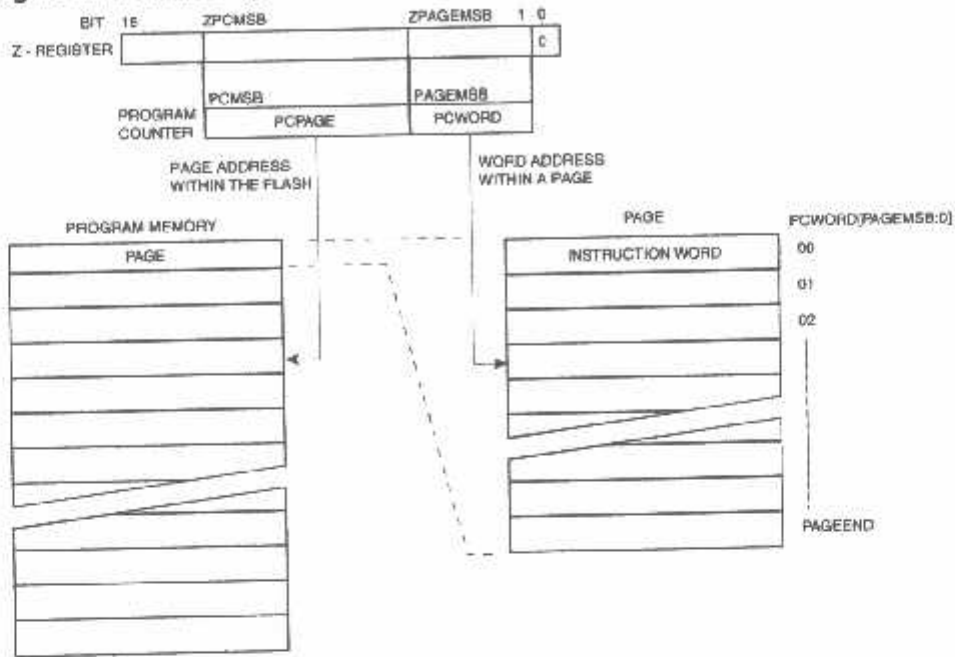 BIT 15 ZPCMSB ZPAGEMSB 1 0
Z - REGISTER 0
PCMSB PAGEMSB
PROGRAM COUNTER PCPAGE PCWORD
PAGE ADDRESS WITHIN THE FLASH
WORD ADDRESS WITHIN A PAGE
PROGRAM MEMORY PAGE PCWORD[PAGEMSB:0]
PAGE INSTRUCTION WORD 00
01
02
PAGEEND